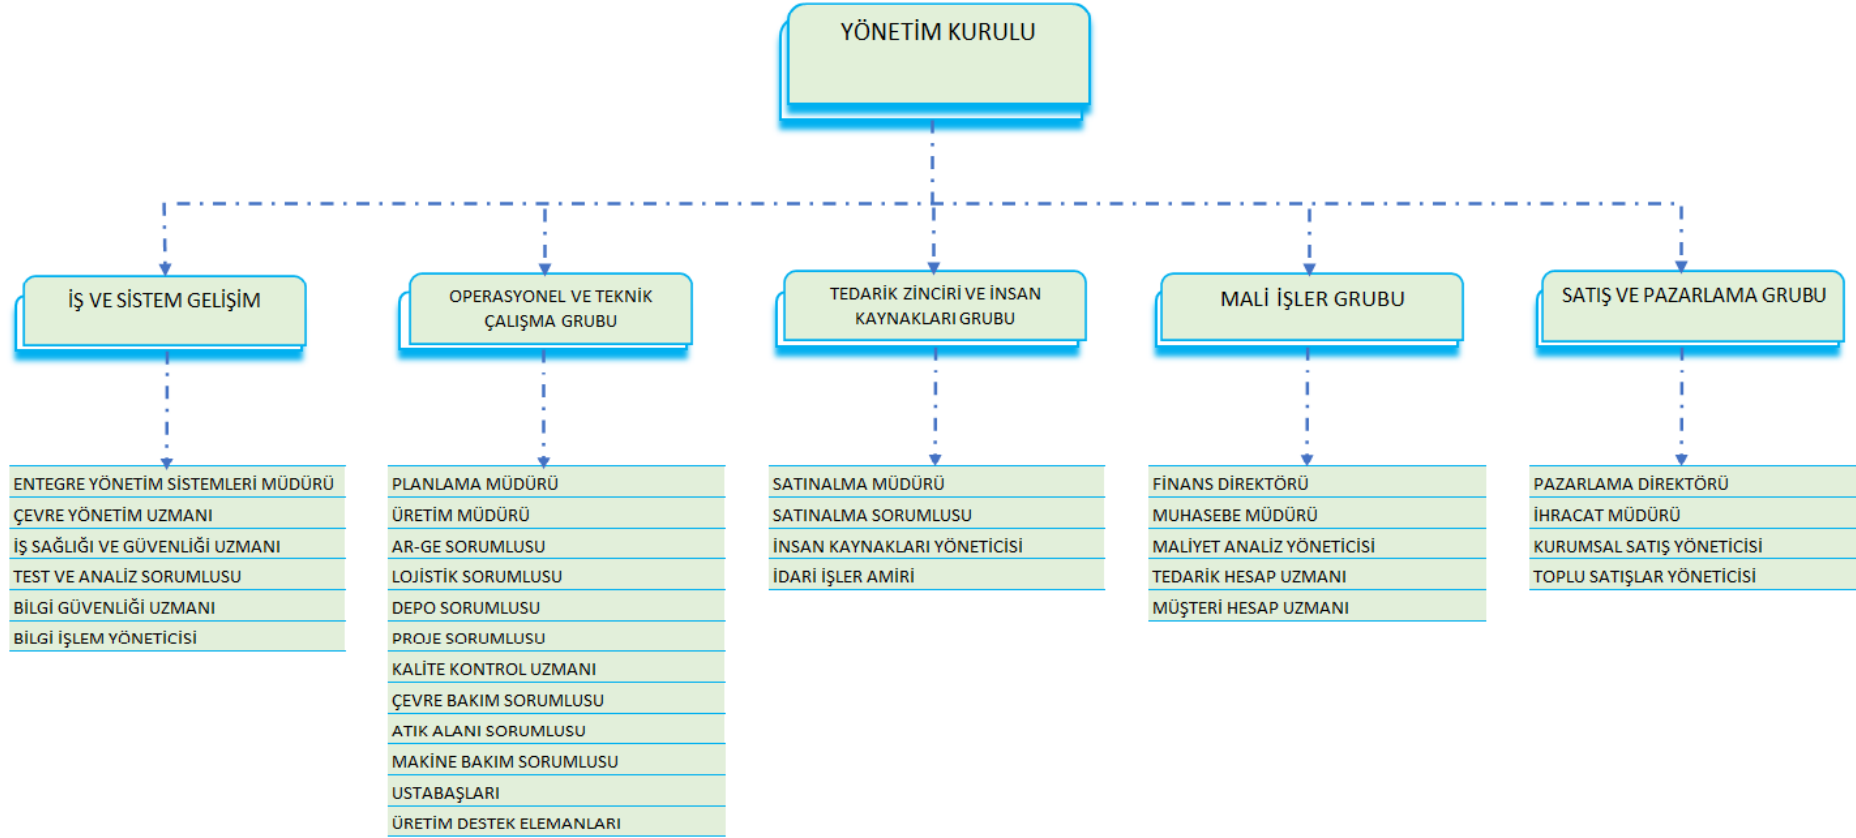 YÖNETİM KURULU
İŞ VE SİSTEM GELİŞİM
OPERASYONEL VE TEKNİK
ÇALIŞMA GRUBU
TEDARİK ZİNCİRİ VE İNSAN
KAYNAKLARI GRUBU
MALİ İŞLER GRUBU
SATIŞ VE PAZARLAMA GRUBU
ENTEGRE YÖNETİM SİSTEMLERİ MÜDÜRÜ
ÇEVRE YÖNETİM UZMANI
İŞ SAĞLIĞI VE GÜVENLİĞİ UZMANI
TEST VE ANALİZ SORUMLUSU
BİLGİ GÜVENLİĞİ UZMANI
BİLGİ İŞLEM YÖNETİCİSİ
PLANLAMA MÜDÜRÜ
ÜRETİM MÜDÜRÜ
AR-GE SORUMLUSU
LOJİSTİK SORUMLUSU
DEPO SORUMLUSU
PROJE SORUMLUSU
KALİTE KONTROL UZMANI
ÇEVRE BAKIM SORUMLUSU
ATIK ALANI SORUMLUSU
MAKİNE BAKIM SORUMLUSU
USTABAŞLARI
ÜRETİM DESTEK ELEMANLARI
SATINALMA MÜDÜRÜ
SATINALMA SORUMLUSU
İNSAN KAYNAKLARI YÖNETİCİSİ
İDARİ İŞLER AMİRİ
FİNANS DİREKTÖRÜ
MUHASEBE MÜDÜRÜ
MALİYET ANALİZ YÖNETİCİSİ
TEDARİK HESAP UZMANI
MÜŞTERİ HESAP UZMANI
PAZARLAMA DİREKTÖRÜ
İHRACAT MÜDÜRÜ
KURUMSAL SATIŞ YÖNETİCİSİ
TOPLU SATIŞLAR YÖNETİCİSİ